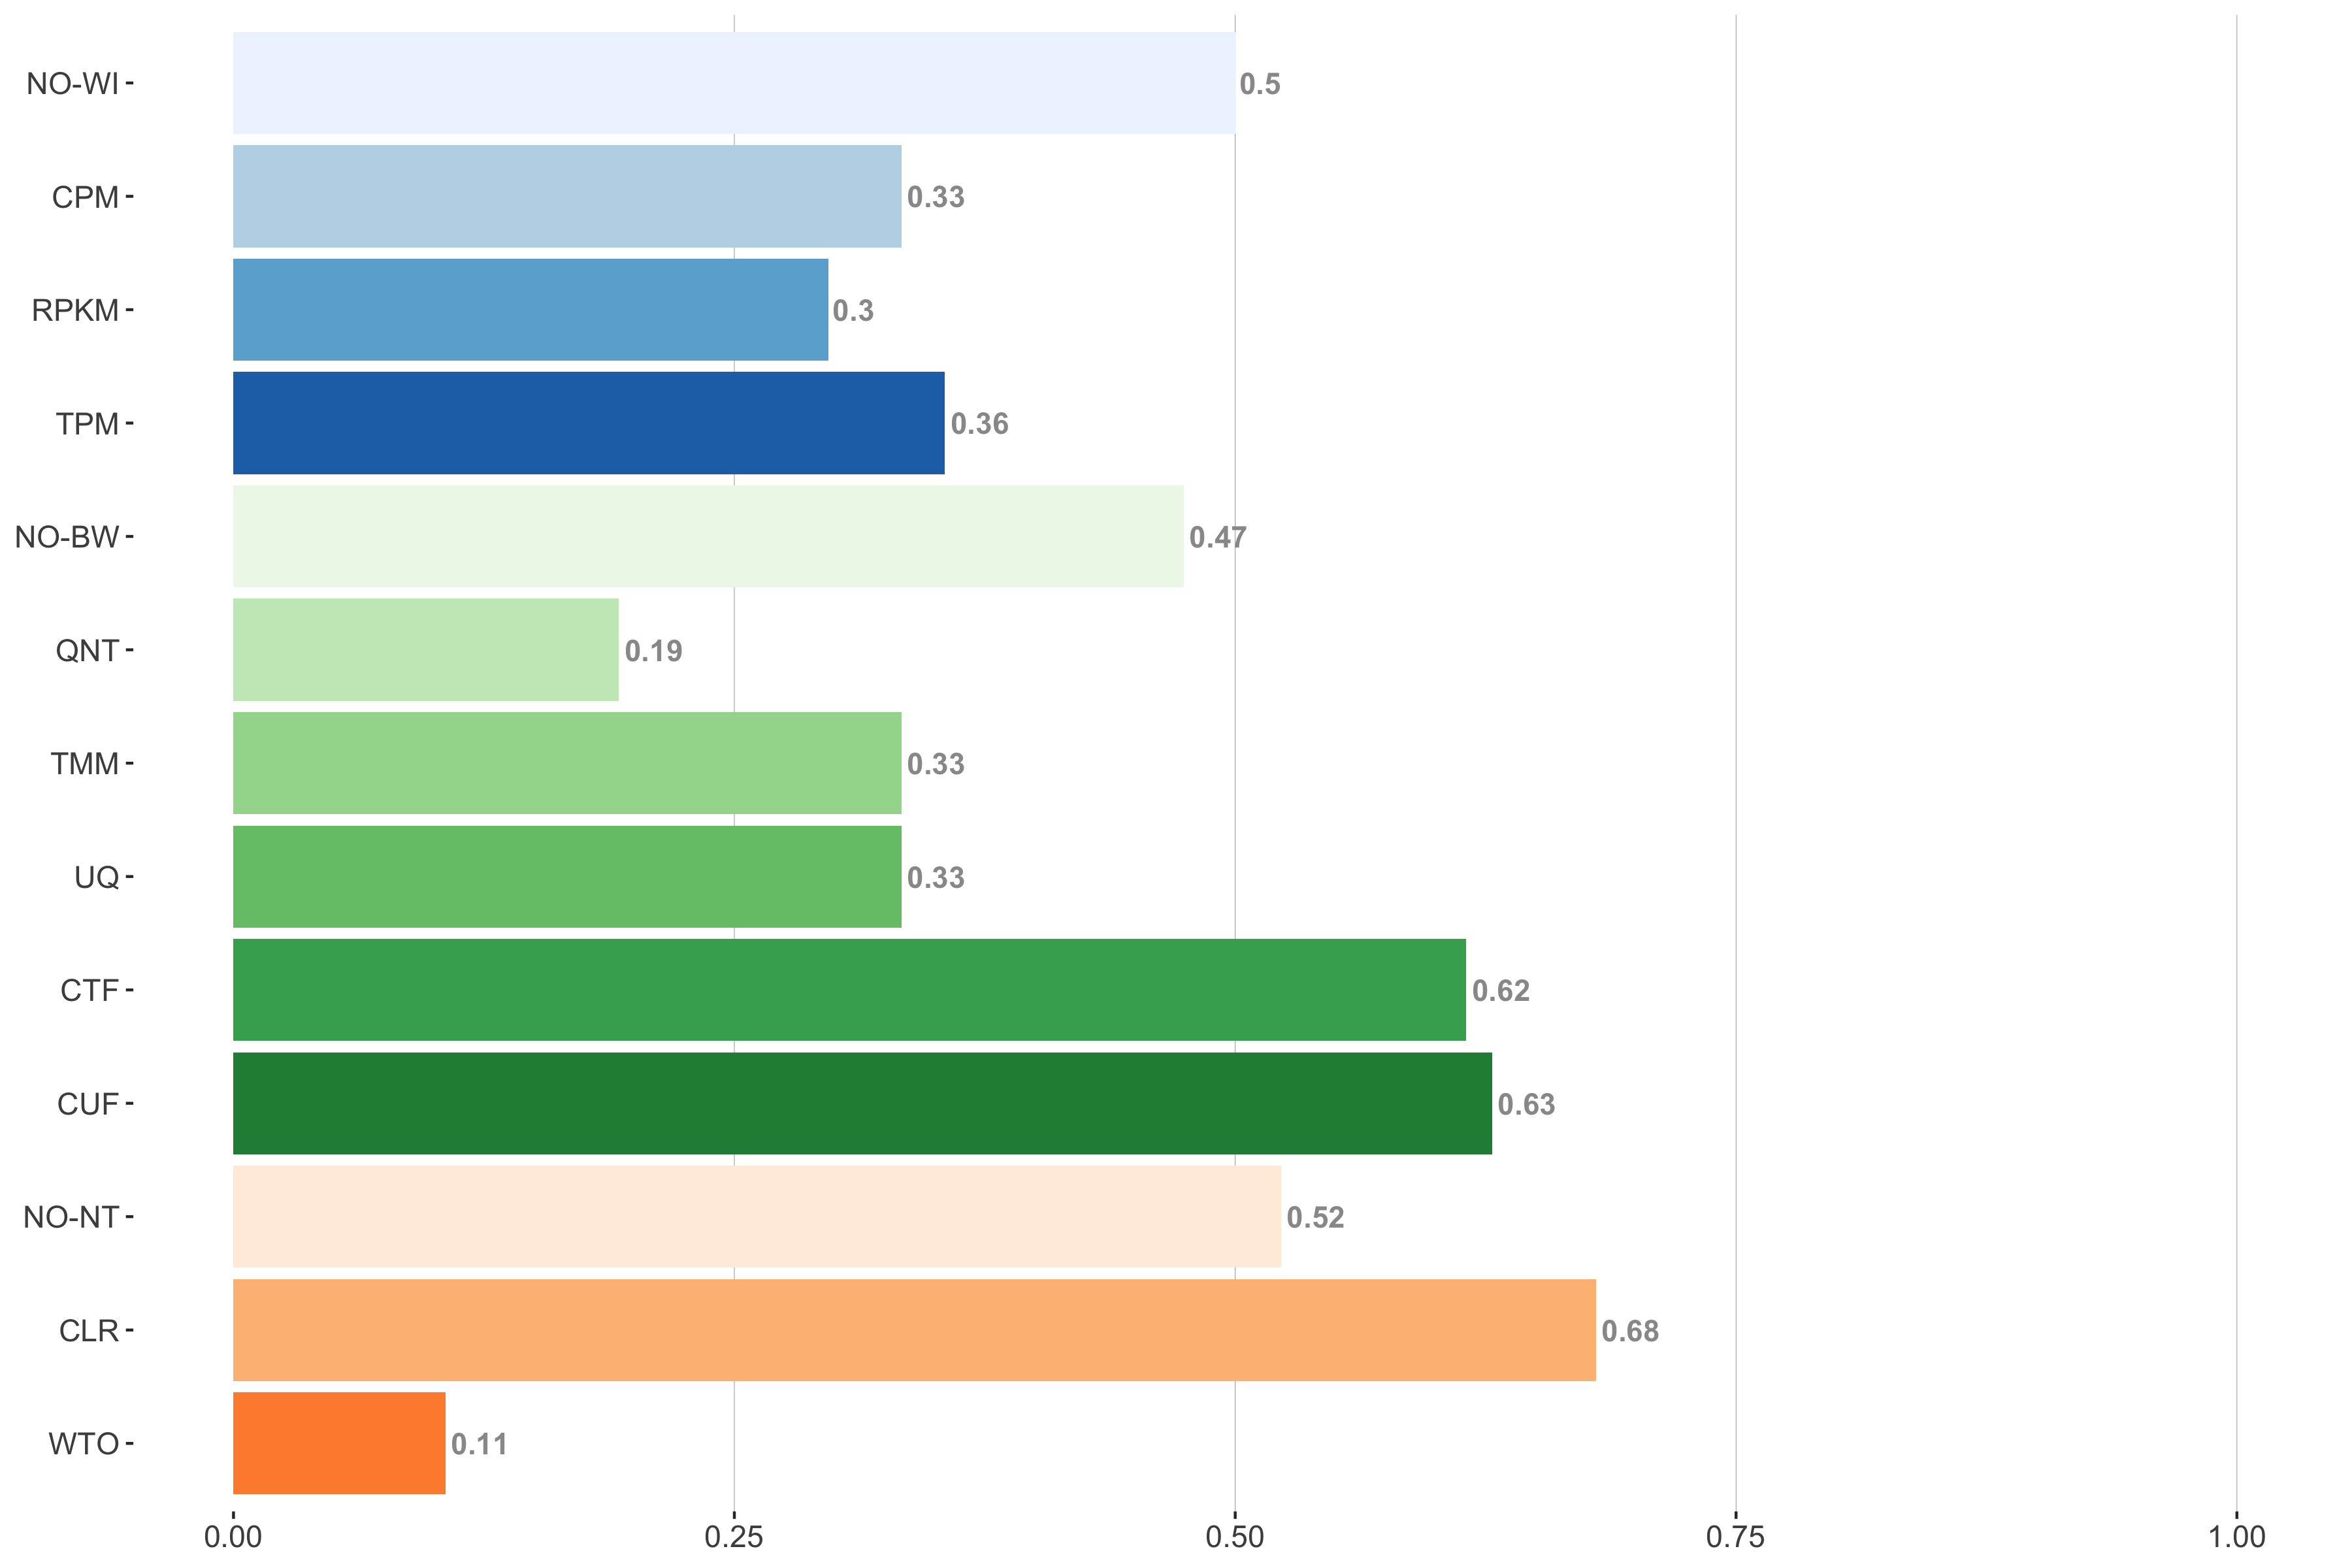 NO-WI 0.5
CPM 0.33
RPKM 0.3
TPM 0.36
NO-BW 0.47
QNT 0.19
TMM 0.33
UQ 0.33
CTF 0.62
CUF 0.63
NO-NT 0.52
CLR 0.68
WTO 0.11
0.00 0.25 0.50 0.75 1.00